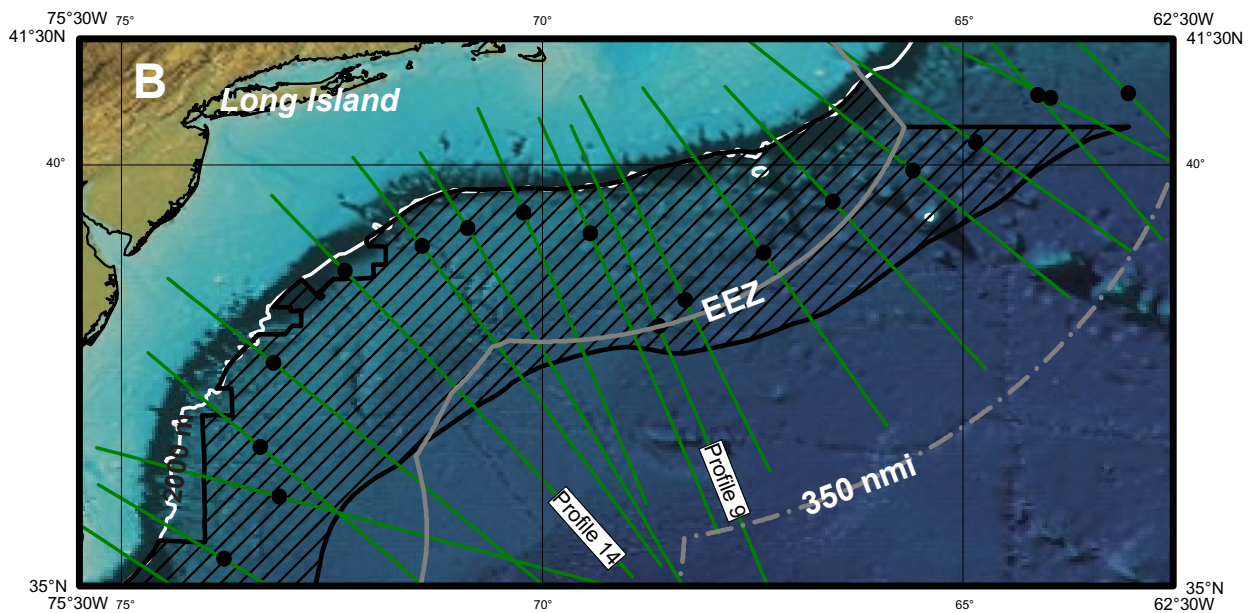 75°30W 75° 70° 65° 62°30W
41°30N 41°30N
B
Long Island
40° 40°
EEZ
2000 m
Profile 9
350 nmi
Profile 14
35°N 35°N
75°30W 75° 70° 65° 62°30W